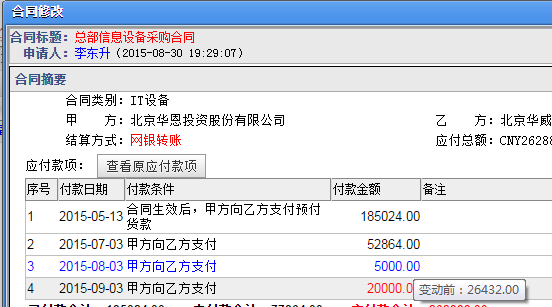 合同修改
合同标题: 总部信息设备采购合同
申请人: 李东升 (2015-08-30 19:29:07)
合同摘要
合同类别: IT设备
甲 方: 北京华恩投资股份有限公司 乙 方: 北京华威
结算方式: 网银转账 应付总额: CNY26288
应付款项: 查看原应付款项
序号 付款日期 付款条件 付款金额 备注
1 2015-05-13 合同生效后，甲方向乙方支付预付
货款 185024.00
2 2015-07-03 甲方向乙方支付 52864.00
3 2015-08-03 甲方向乙方支付 5000.00
4 2015-09-03 甲方向乙方支付 20000.00 变动前：26432.00